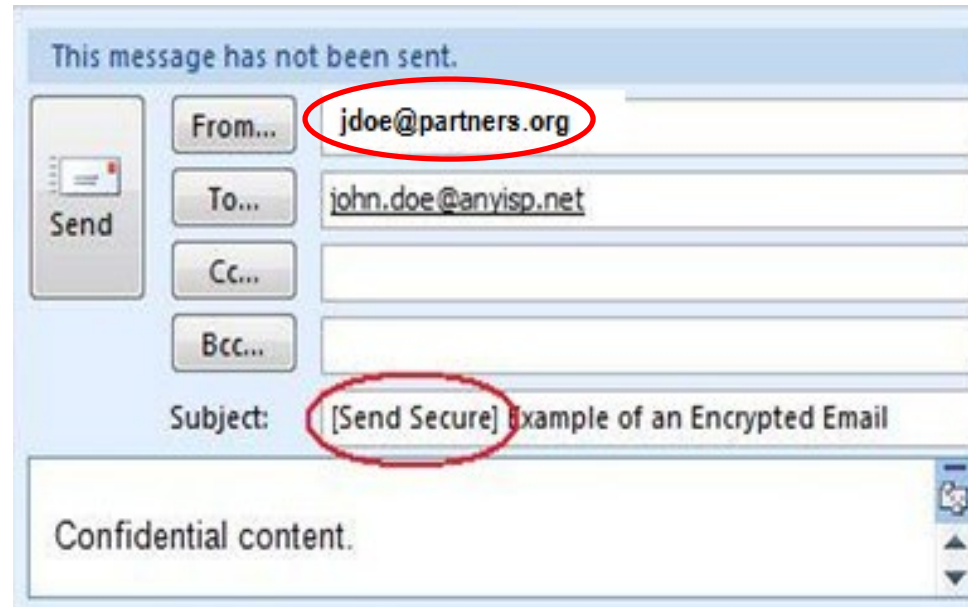 This message has not been sent.
From... jdoe@partners.org
Send
To... john.doe@anyisp.net
Cc...
Bcc...
Subject: [Send Secure] Example of an Encrypted Email
Confidential content.